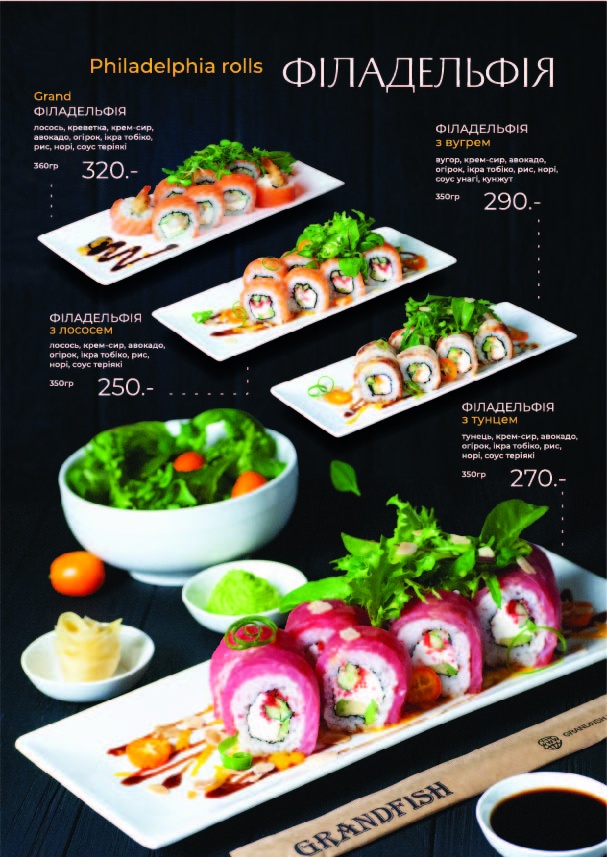 Philadelphia rolls ФІЛАДЕЛЬФІЯ
Grand
ФІЛАДЕЛЬФІЯ
лосось, креветка, крем-сир,
авокадо, огірок, ікра тобіко,
рис, норі, соус теріякі
360гр 320.-
ФІЛАДЕЛЬФІЯ
з вугрем
вугор, крем-сир, авокадо,
огірок, ікра тобіко, рис, норі,
соус унагі, кунжут
350гр 290.-
ФІЛАДЕЛЬФІЯ
з лососем
лосось, крем-сир, авокадо,
огірок, ікра тобіко, рис,
норі, соус теріякі
350гр 250.-
ФІЛАДЕЛЬФІЯ
з тунцем
тунець, крем-сир, авокадо,
огірок, ікра тобіко, рис,
норі, соус теріякі
350гр 270.-
GRANDFISH